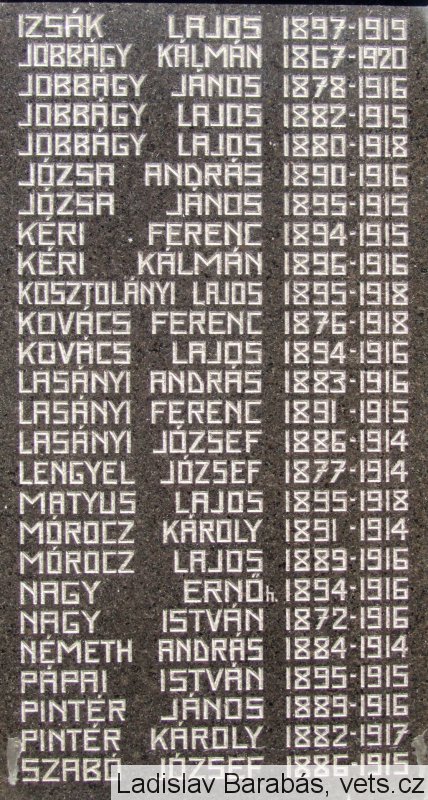 IZSÁK LAJOS 1897-1919
JOBBÁGY KÁLMÁN 1867-1920
JOBBÁGY JÁNOS 1878-1916
JOBBÁGY LAJOS 1882-1915
JOBBÁGY LAJOS 1880-1918
JÓZSA ANDRÁS 1890-1916
JÓZSA JÁNOS 1895-1915
KÉRI FERENC 1894-1915
KÉRI KÁLMÁN 1896-1916
KOSZTOLÁNYI LAJOS 1895-1918
KOVÁCS FERENC 1876-1918
KOVÁCS LAJOS 1894-1916
LASÁNYI ANDRÁS 1883-1916
LASÁNYI FERENC 1891-1915
LASÁNYI JÓZSEF 1886-1914
LENGYEL JÓZSEF 1877-1914
MATYUS LAJOS 1895-1918
MÓROCZ KÁROLY 1891-1914
MÓROCZ LAJOS 1889-1916
NAGY ERNŐ h. 1894-1916
NAGY ISTVÁN 1872-1916
NÉMETH ANDRÁS 1884-1914
PÁPAI ISTVÁN 1895-1915
PINTÉR JÁNOS 1889-1916
PINTÉR KÁROLY 1882-1917
SZABO JÓZSEF 1886-1915
Ladislav Barabás, vets.cz